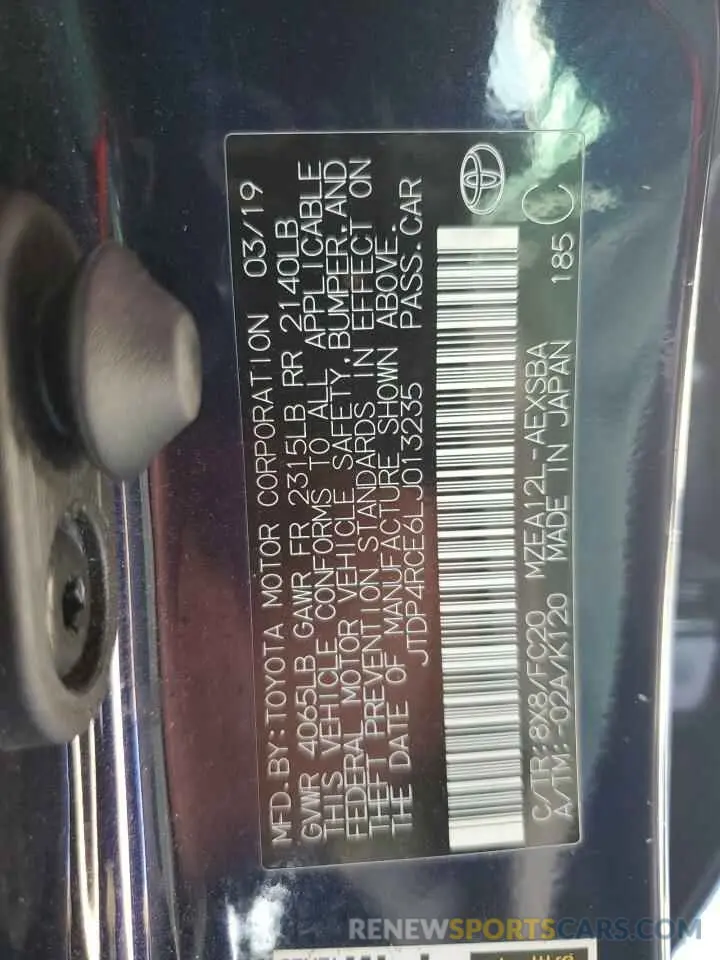 MFD. BY: TOYOTA MOTOR CORPORATION 03/19
GVWR 4065LB GAWR FR 2315LB RR 2140LB
THIS VEHICLE CONFORMS TO ALL APPLICABLE
FEDERAL MOTOR VEHICLE SAFETY, BUMPER, AND
THEFT PREVENTION STANDARDS IN EFFECT ON
THE DATE OF MANUFACTURE SHOWN ABOVE.
JTDP4RCE6LJ013235 PASS. CAR
C/TR: 8X8/FC20 MZEA12L-AEXSBA 185 C
A/TM: -02A/K120 MADE IN JAPAN
RENEWSPORTSCARS.COM